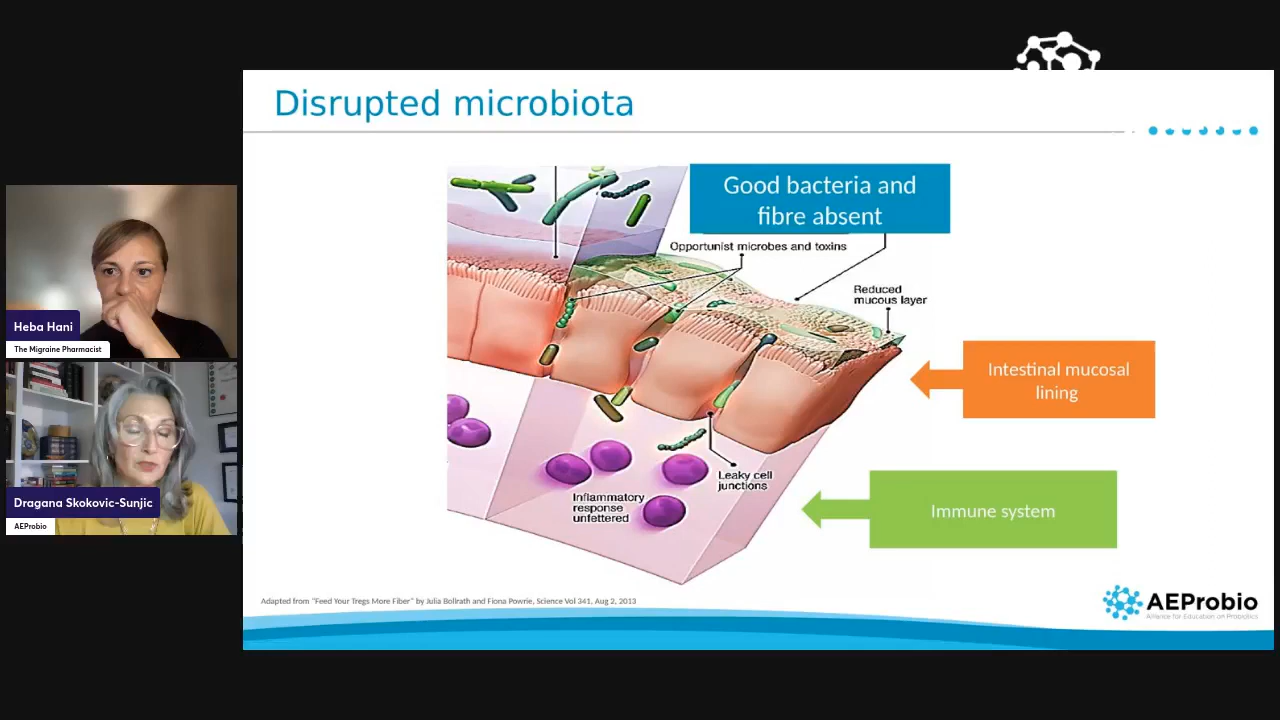 Disrupted microbiota
Good bacteria and
fibre absent
Opportunist microbes and toxins
Reduced
mucous layer
Intestinal mucosal
lining
Leaky cell
junctions
Inflammatory
response
unfettered
Immune system
Adapted from "Feed Your Tregs More Fiber" by Julia Bollrath and Fiona Powrie, Science Vol 341, Aug 2, 2013
AEProbio
Alliance for Education on Probiotics
Heba Hani
The Migraine Pharmacist
Dragana Skokovic-Sunjic
AEProbio